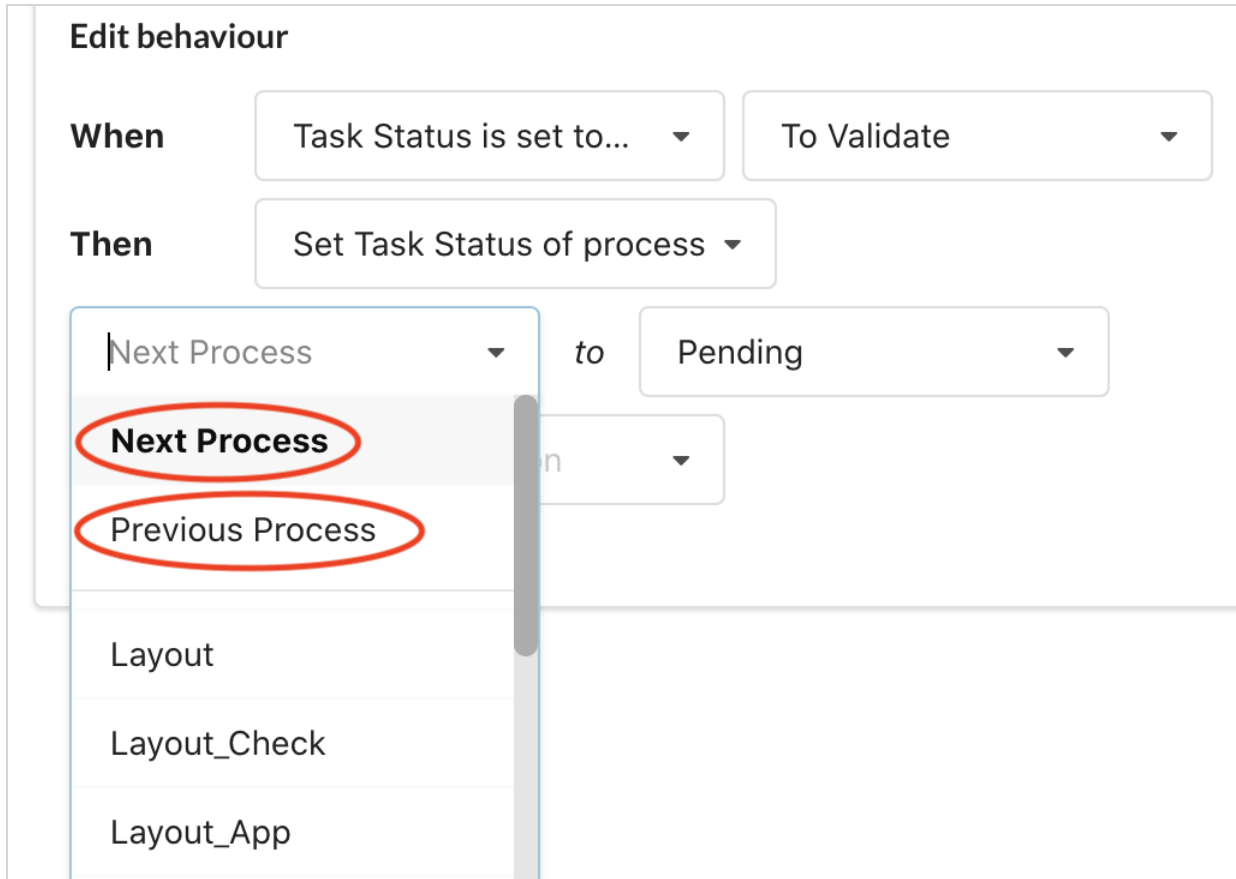 Edit behaviour
When Task Status is set to... To Validate
Then Set Task Status of process
Next Process to Pending
Next Process
on
Previous Process
Layout
Layout_Check
Layout_App